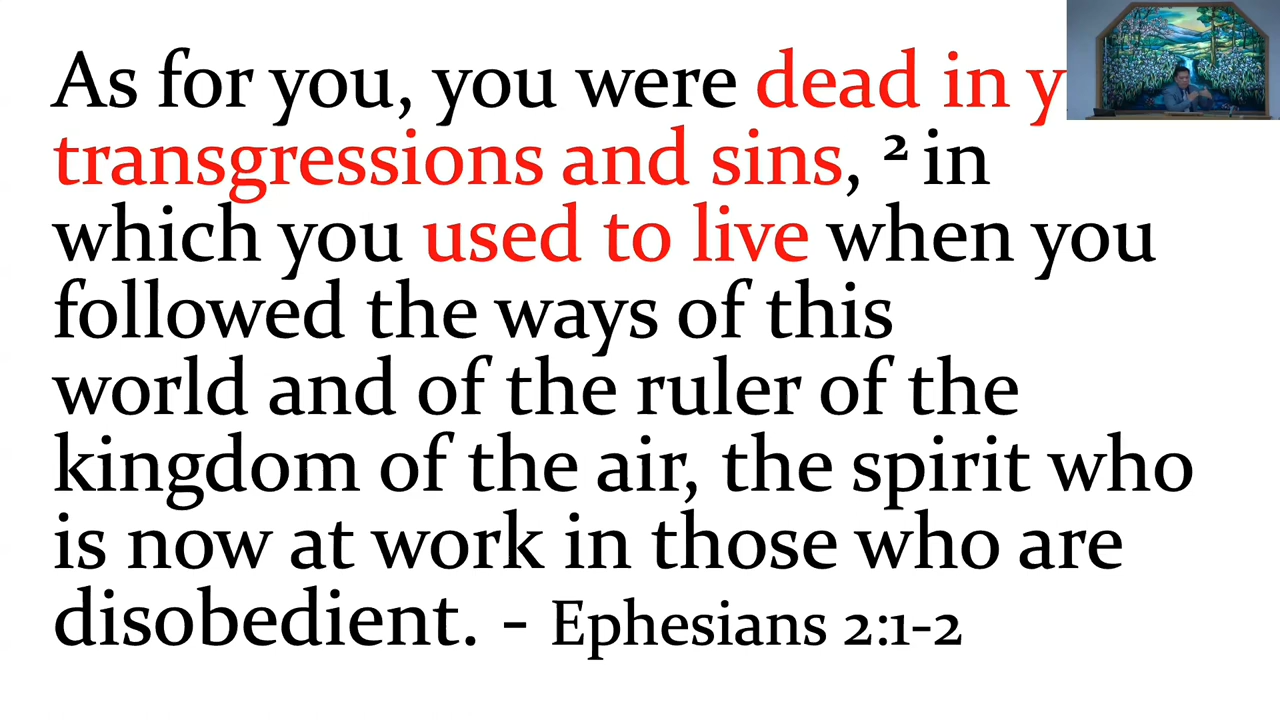 As for you, you were dead in y
transgressions and sins, ² in
which you used to live when you
followed the ways of this
world and of the ruler of the
kingdom of the air, the spirit who
is now at work in those who are
disobedient. - Ephesians 2:1-2